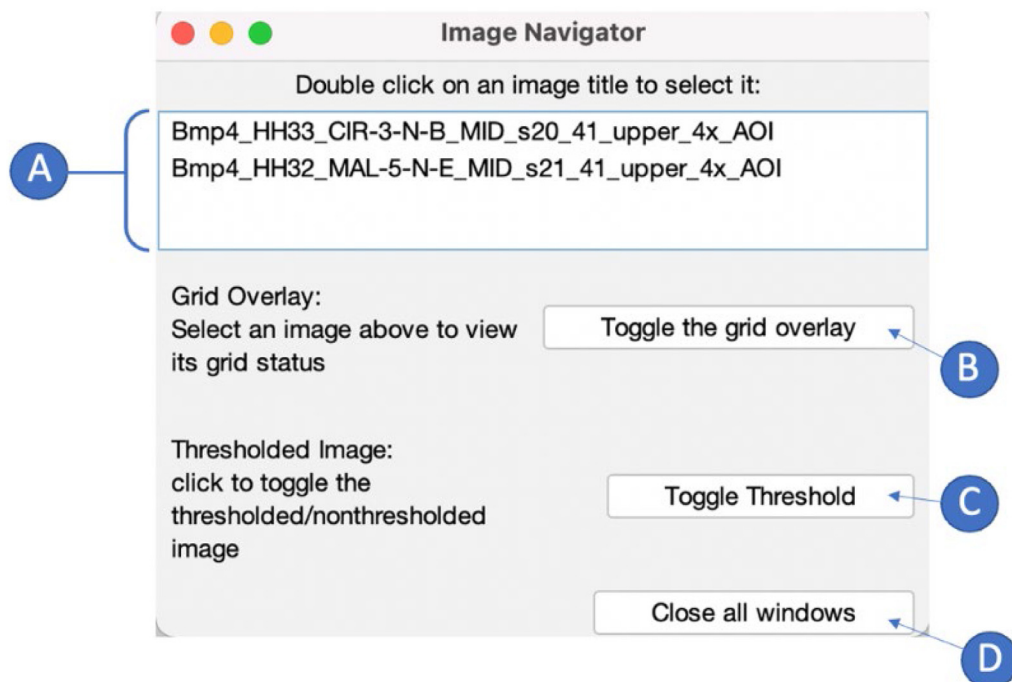 Image Navigator
Double click on an image title to select it:
Bmp4_HH33_CIR-3-N-B_MID_s20_41_upper_4x_AOI
Bmp4_HH32_MAL-5-N-E_MID_s21_41_upper_4x_AOI
A
Grid Overlay:
Select an image above to view
its grid status
Toggle the grid overlay
B
Thresholded Image:
click to toggle the
thresholded/nonthresholded
image
Toggle Threshold
C
Close all windows
D